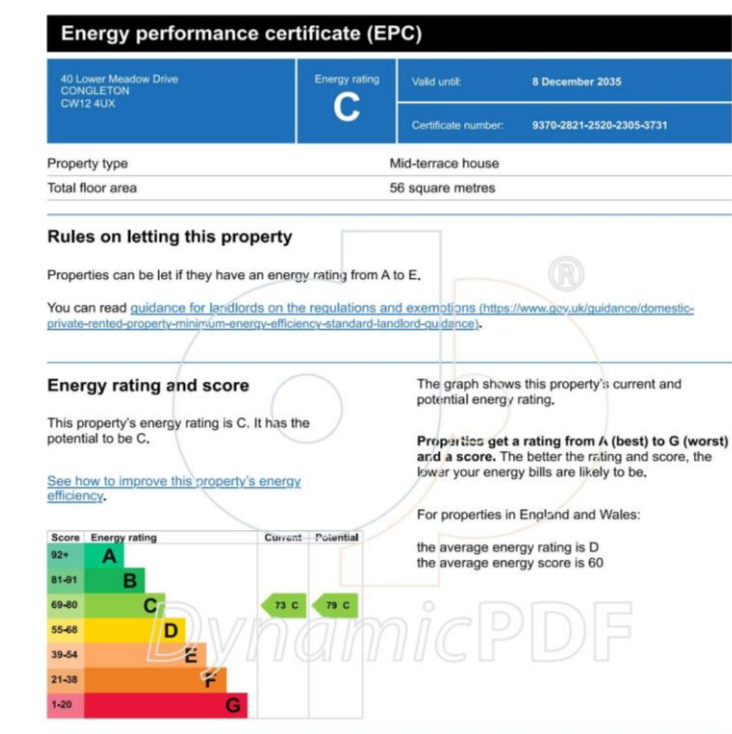 Energy performance certificate (EPC)
40 Lower Meadow Drive
CONGLETON
CW12 4UX
Energy rating
C
Valid until:
8 December 2035
Certificate number:
9370-2821-2520-2305-3731
Property type
Mid-terrace house
Total floor area
56 square metres
Rules on letting this property
Properties can be let if they have an energy rating from A to E.
You can read guidance for landlords on the regulations and exemptions (https://www.gov.uk/guidance/domestic-
private-rented-property-minimum-energy-efficiency-standard-landlord-guidance).
Energy rating and score
This property's energy rating is C. It has the
potential to be C.
See how to improve this property's energy
efficiency.
Score Energy rating Current Potential
92+ A
81-91 B
69-80 C 73 C 79 C
55-68 D
39-54 E
21-38 F
1-20 G
The graph shows this property's current and
potential energy rating.
Properties get a rating from A (best) to G (worst)
and a score. The better the rating and score, the
lower your energy bills are likely to be.
For properties in England and Wales:
the average energy rating is D
the average energy score is 60
®
DynamicPDF